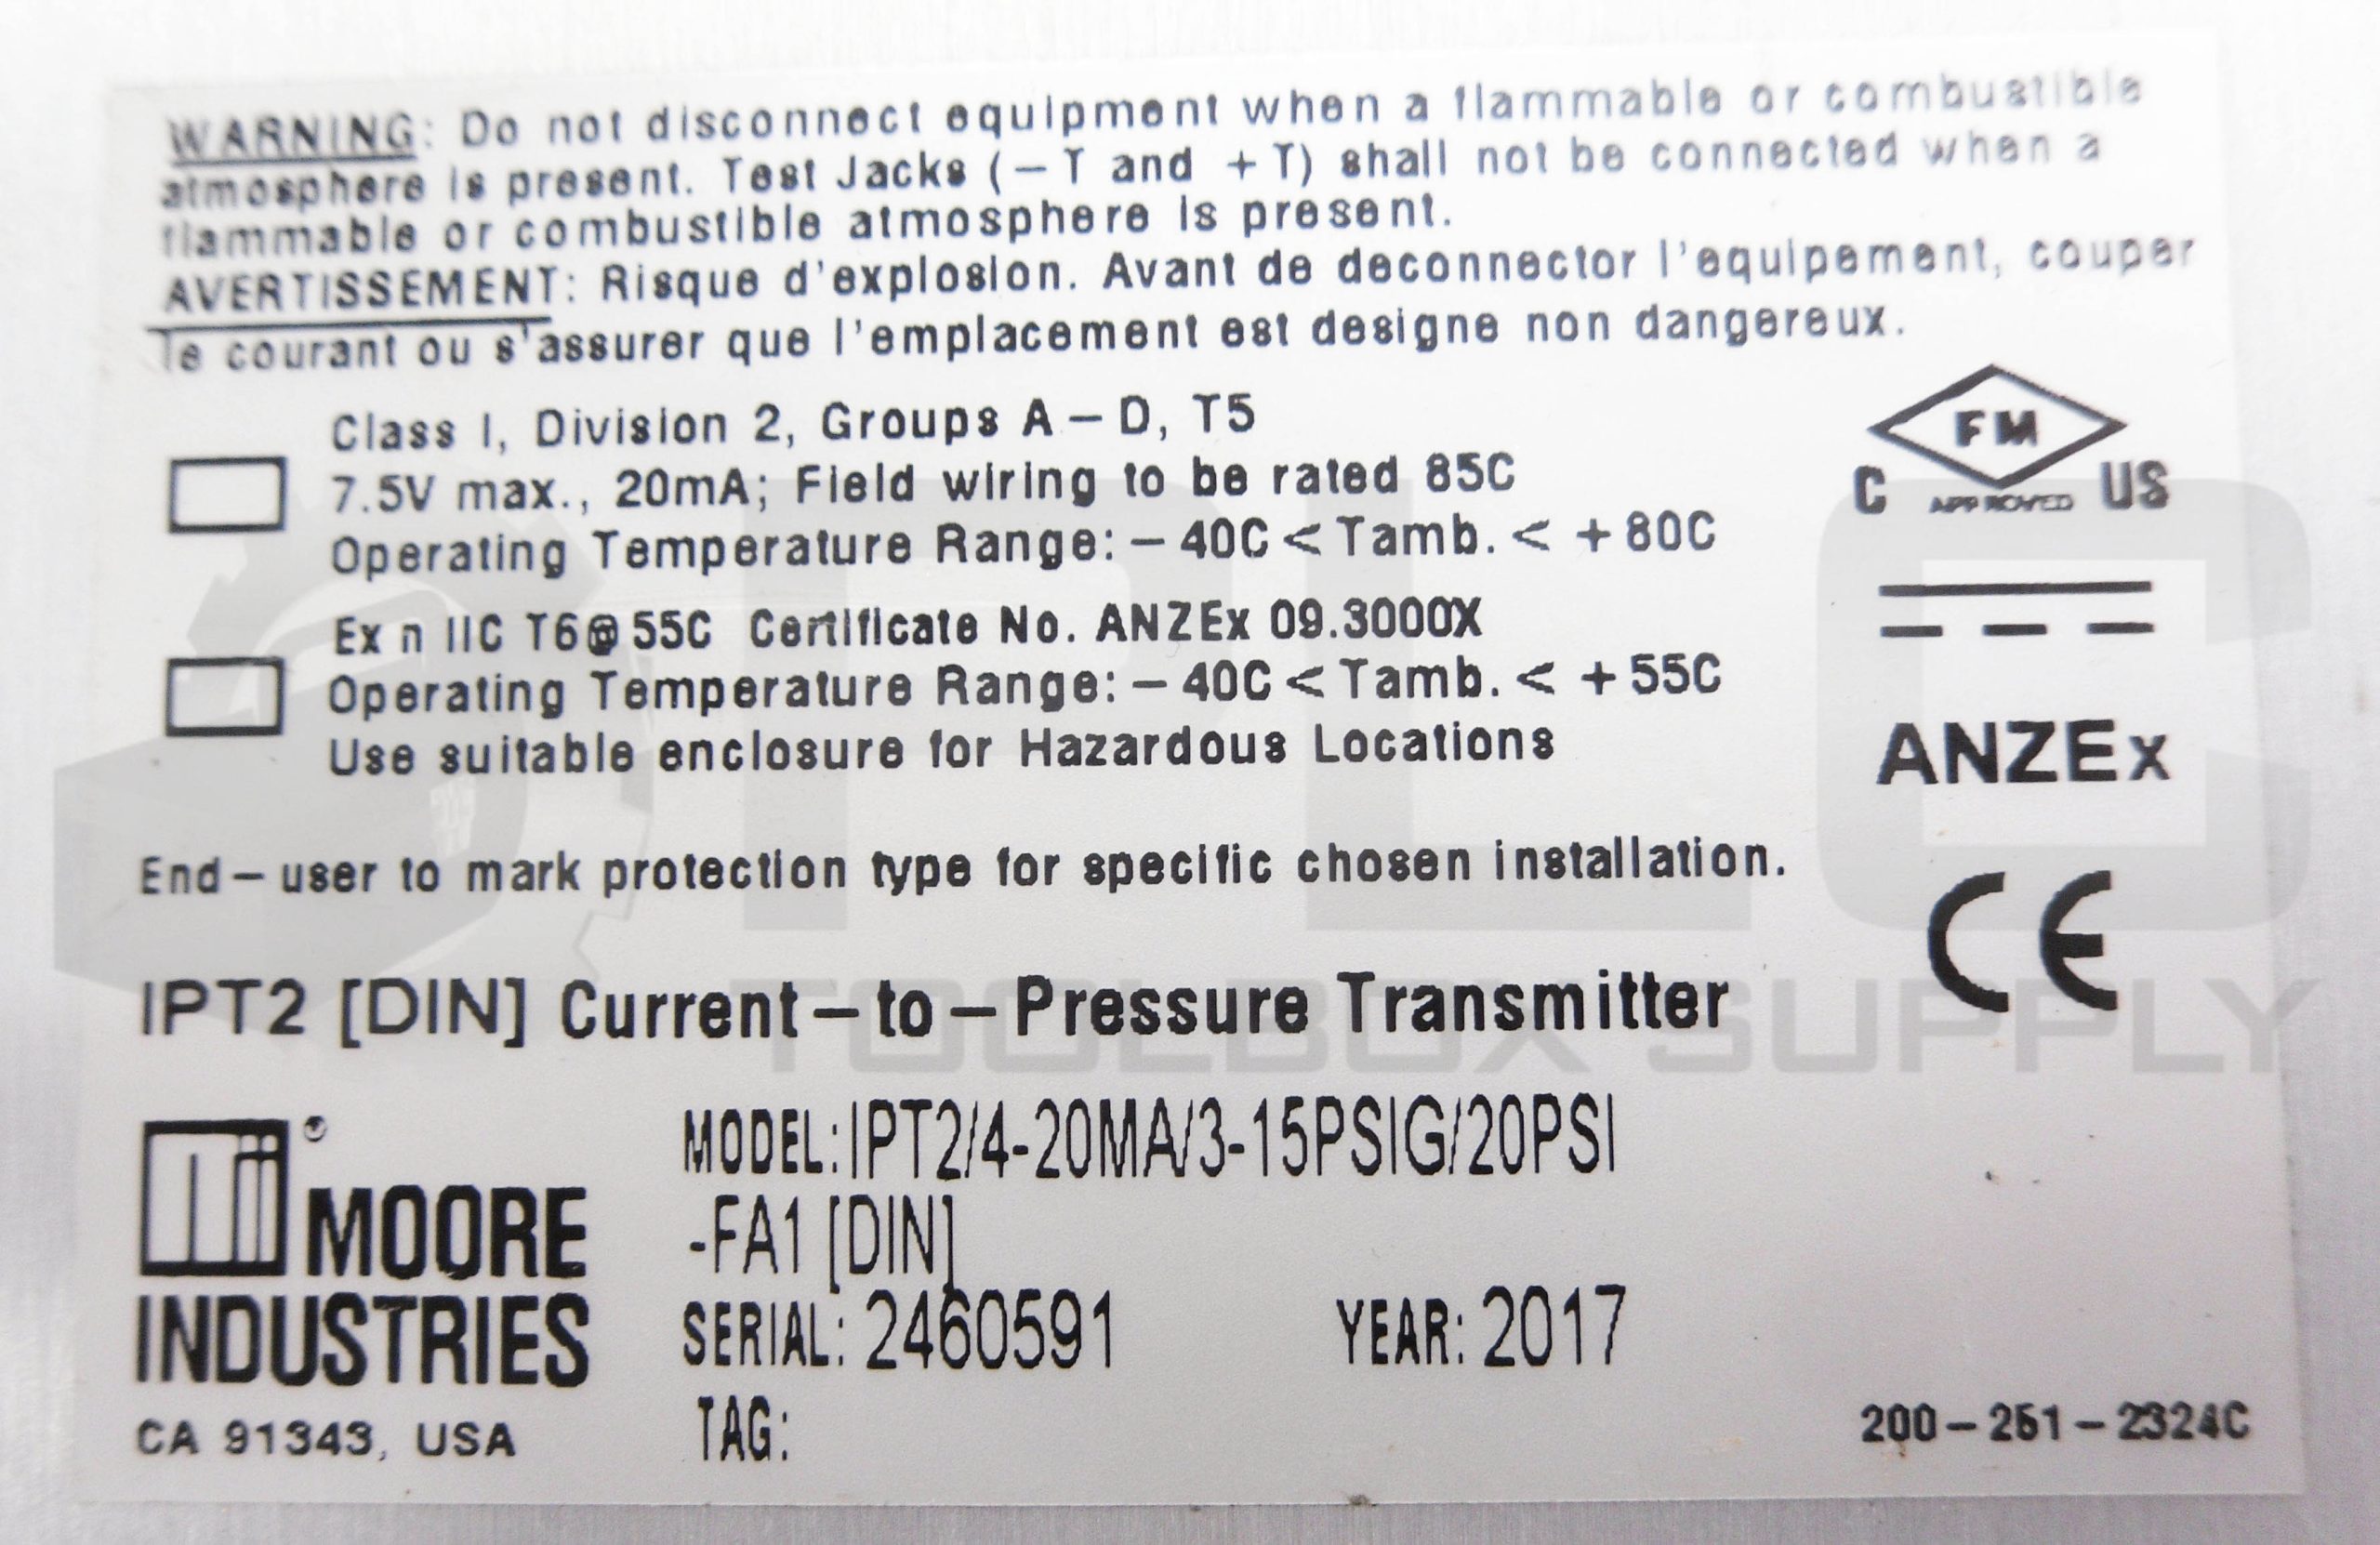 WARNING: Do not disconnect equipment when a flammable or combustible
atmosphere is present. Test Jacks (–T and +T) shall not be connected when a
flammable or combustible atmosphere is present.
AVERTISSEMENT: Risque d'explosion. Avant de deconnector l'equipement, couper
le courant ou s'assurer que l'emplacement est designe non dangereux.
Class I, Division 2, Groups A–D, T5
7.5V max., 20mA; Field wiring to be rated 85C
Operating Temperature Range: –40C < Tamb. < +80C
FM
C APPROVED US
Ex n IIC T6@55C Certificate No. ANZEx 09.3000X
Operating Temperature Range: –40C < Tamb. < +55C
Use suitable enclosure for Hazardous Locations
ANZEx
End–user to mark protection type for specific chosen installation.
CE
IPT2 [DIN] Current–to–Pressure Transmitter
PLC
TOOLBOX SUPPLY
MOORE
INDUSTRIES
CA 91343, USA
MODEL: IPT2/4-20MA/3-15PSIG/20PSI
-FA1 [DIN]
SERIAL: 2460591 YEAR: 2017
TAG:
200–251–2324C